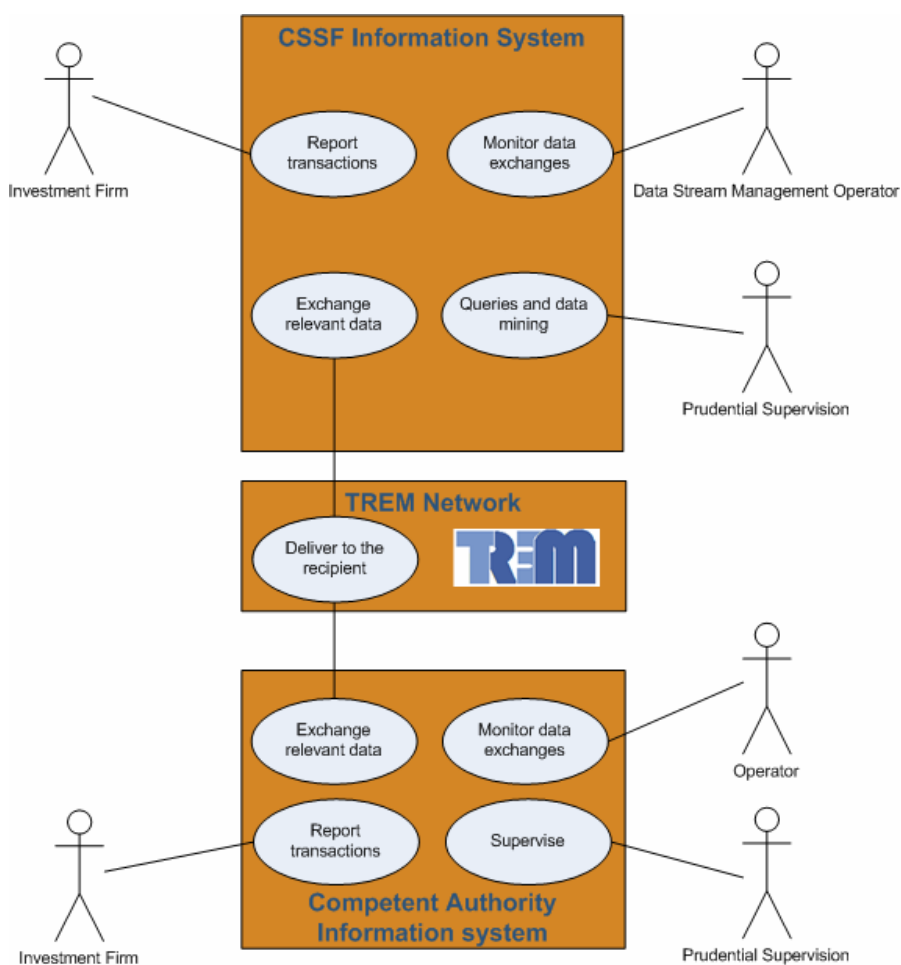 CSSF Information System
Report
transactions
Monitor data
exchanges
Investment Firm
Data Stream Management Operator
Exchange
relevant data
Queries and data
mining
Prudential Supervision
TREM Network
Deliver to the
recipient
TREM
Exchange
relevant data
Monitor data
exchanges
Operator
Report
transactions
Supervise
Competent Authority
Information system
Investment Firm
Prudential Supervision